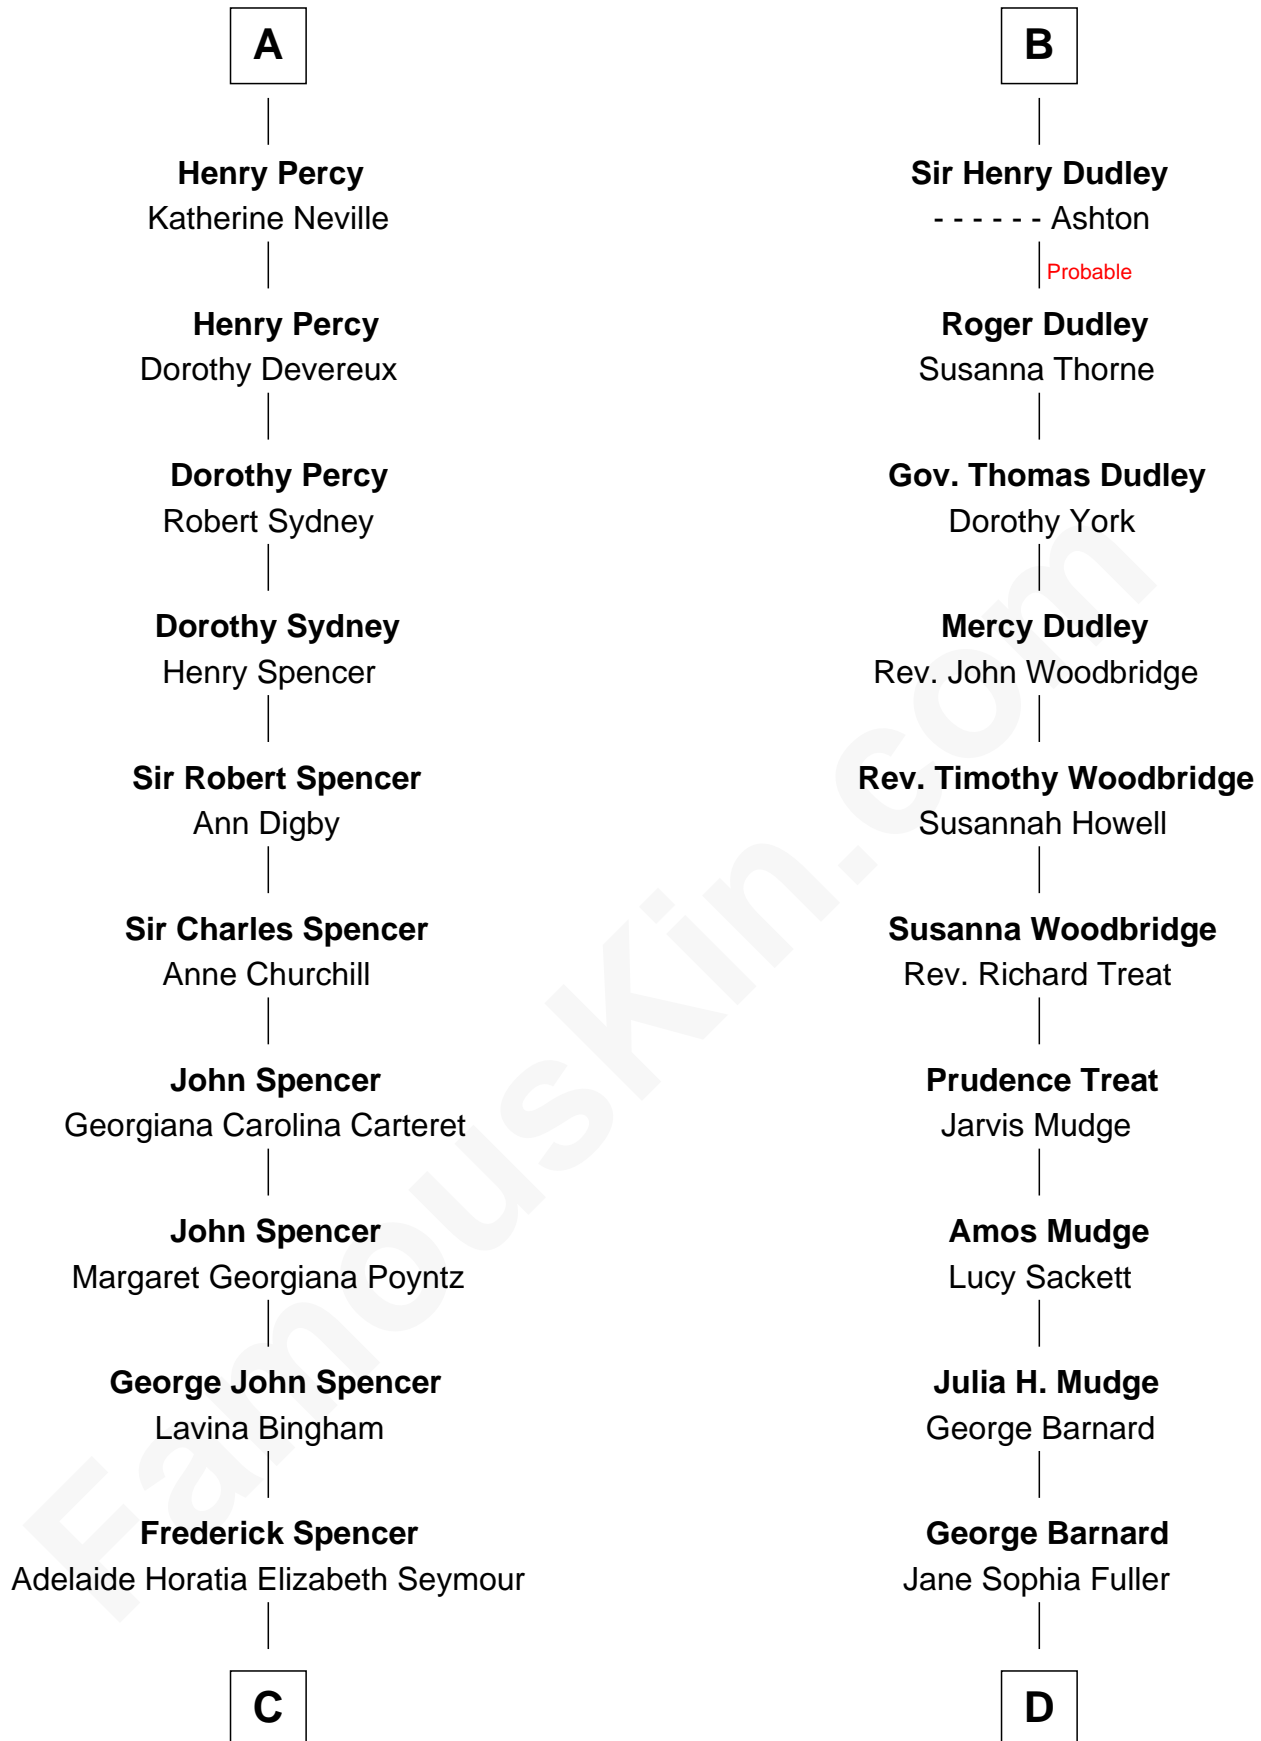 A
Henry Percy
Katherine Neville
Henry Percy
Dorothy Devereux
Dorothy Percy
Robert Sydney
Dorothy Sydney
Henry Spencer
Sir Robert Spencer
Ann Digby
Sir Charles Spencer
Anne Churchill
John Spencer
Georgiana Carolina Carteret
John Spencer
Margaret Georgiana Poyntz
George John Spencer
Lavina Bingham
Frederick Spencer
Adelaide Horatia Elizabeth Seymour
C
B
Sir Henry Dudley
- - - - - - Ashton
Probable
Roger Dudley
Susanna Thorne
Gov. Thomas Dudley
Dorothy York
Mercy Dudley
Rev. John Woodbridge
Rev. Timothy Woodbridge
Susannah Howell
Susanna Woodbridge
Rev. Richard Treat
Prudence Treat
Jarvis Mudge
Amos Mudge
Lucy Sackett
Julia H. Mudge
George Barnard
George Barnard
Jane Sophia Fuller
D
FamousKin.com